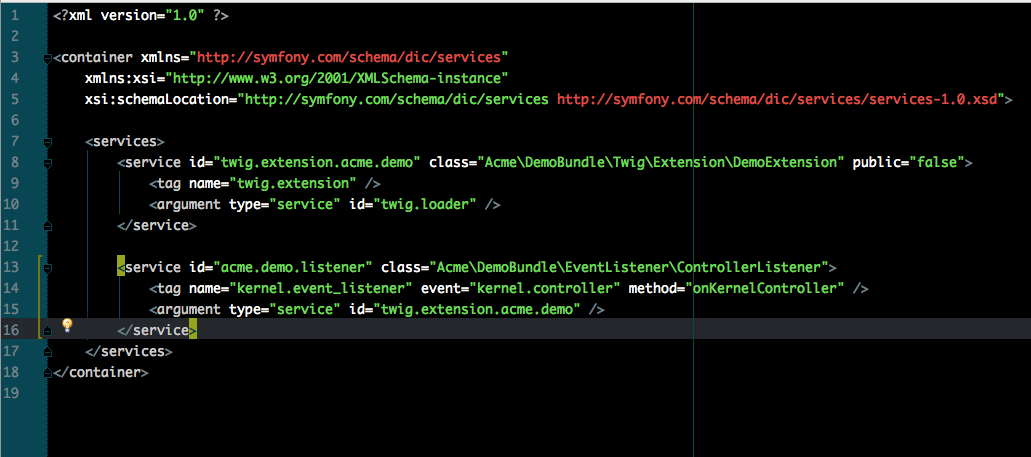 1 <?xml version="1.0" ?>
2
3 <container xmlns="http://symfony.com/schema/dic/services"
4     xmlns:xsi="http://www.w3.org/2001/XMLSchema-instance"
5     xsi:schemaLocation="http://symfony.com/schema/dic/services http://symfony.com/schema/dic/services/services-1.0.xsd">
6
7     <services>
8         <service id="twig.extension.acme.demo" class="Acme\DemoBundle\Twig\Extension\DemoExtension" public="false">
9             <tag name="twig.extension" />
10             <argument type="service" id="twig.loader" />
11         </service>
12
13         <service id="acme.demo.listener" class="Acme\DemoBundle\EventListener\ControllerListener">
14             <tag name="kernel.event_listener" event="kernel.controller" method="onKernelController" />
15             <argument type="service" id="twig.extension.acme.demo" />
16         </service>
17     </services>
18 </container>
19